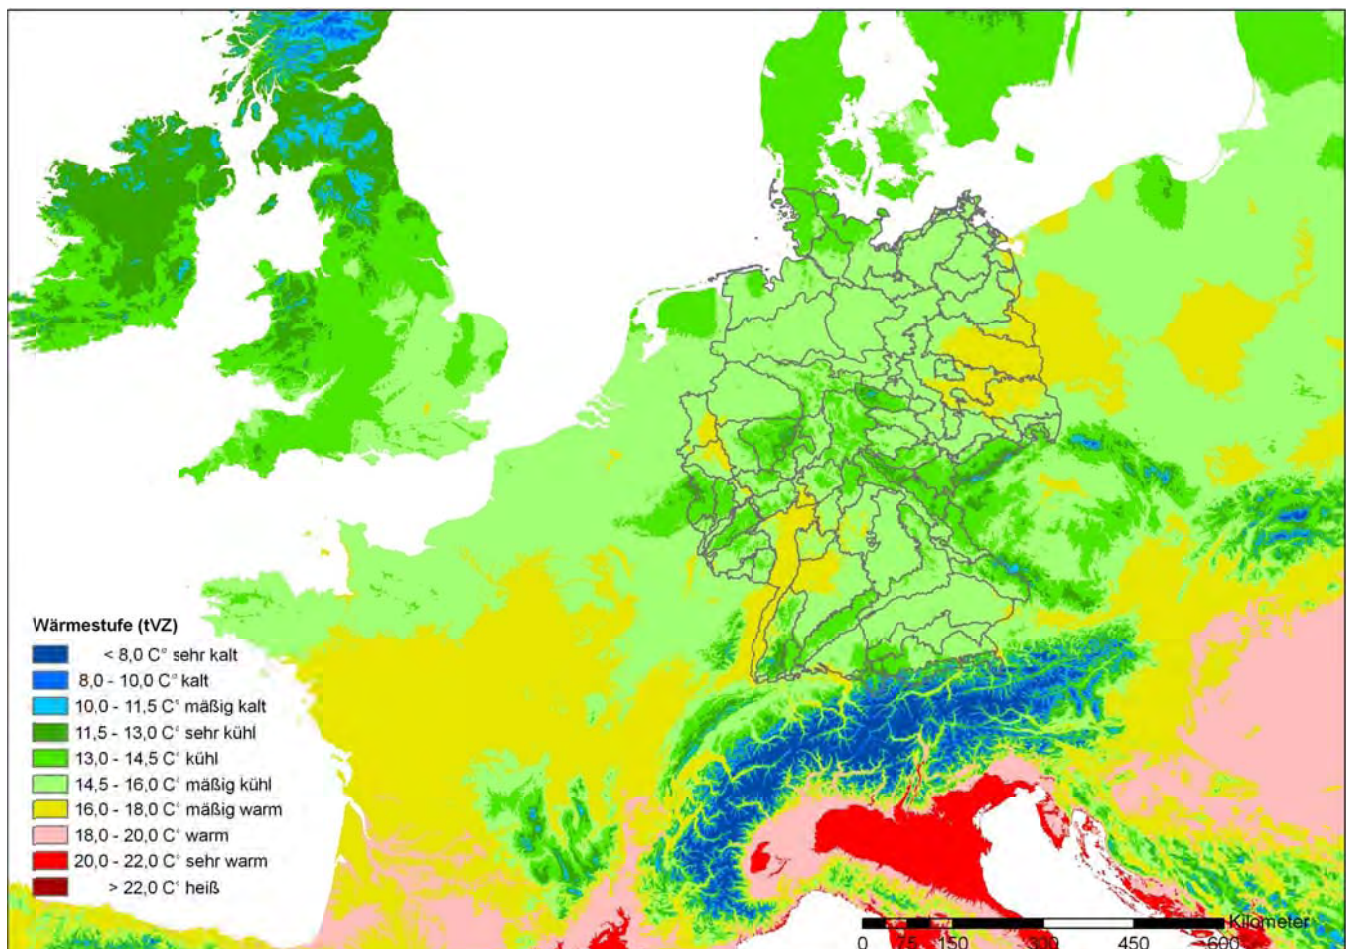 Wärmestufe (tVZ)
< 8,0 C° sehr kalt
8,0 - 10,0 C° kalt
10,0 - 11,5 C° mäßig kalt
11,5 - 13,0 C° sehr kühl
13,0 - 14,5 C° kühl
14,5 - 16,0 C° mäßig kühl
16,0 - 18,0 C° mäßig warm
18,0 - 20,0 C° warm
20,0 - 22,0 C° sehr warm
> 22,0 C° heiß
Kilometer
0 75 150 300 450 600